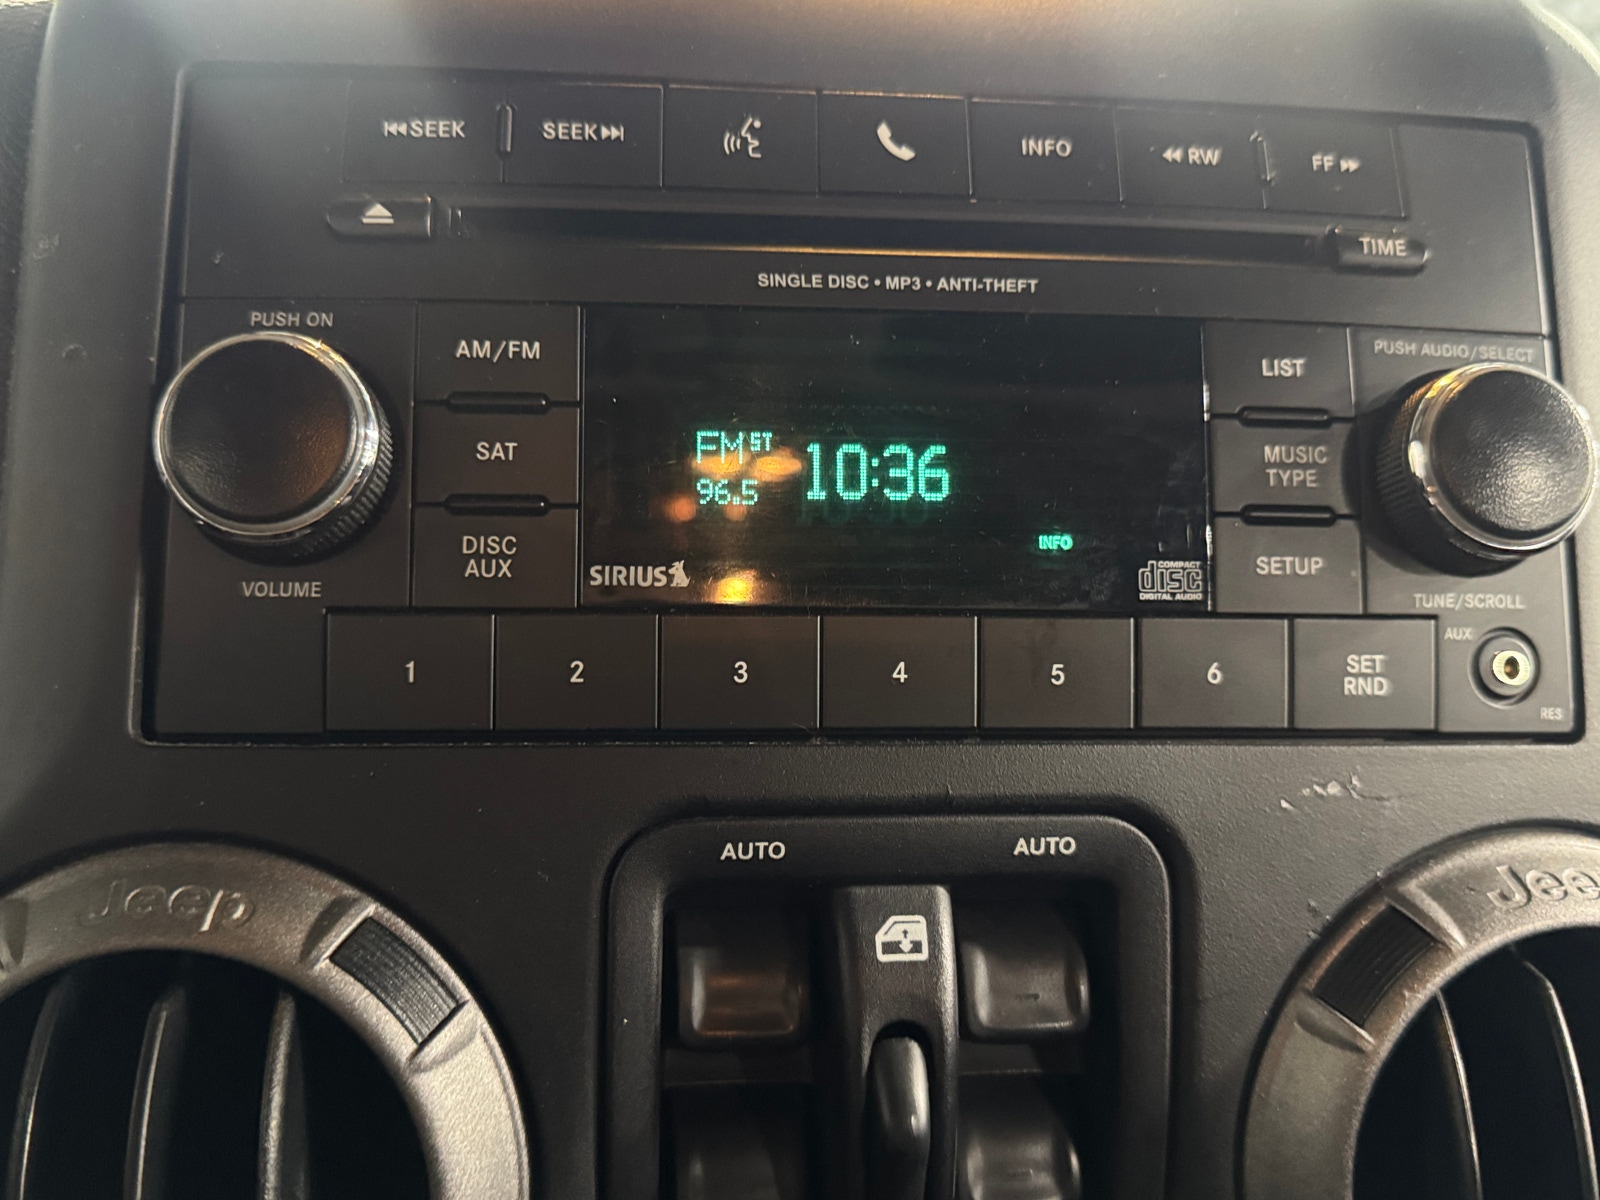 SEEK
SEEK
INFO
RW
FF
TIME
SINGLE DISC • MP3 • ANTI-THEFT
PUSH ON
VOLUME
AM/FM
SAT
DISC
AUX
FM ST
96.5
10:36
INFO
SIRIUS
COMPACT
disc
DIGITAL AUDIO
LIST
MUSIC
TYPE
SETUP
PUSH AUDIO/SELECT
TUNE/SCROLL
1
2
3
4
5
6
SET
RND
AUX
RES
AUTO
AUTO
Jeep
Jee